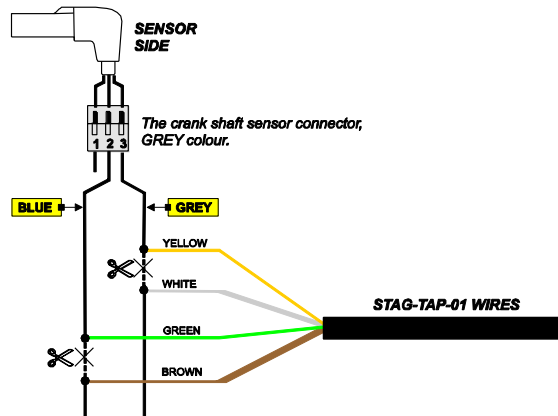 SENSOR
SIDE
1 2 3
The crank shaft sensor connector,
GREY colour.
BLUE
GREY
YELLOW
WHITE
STAG-TAP-01 WIRES
GREEN
BROWN